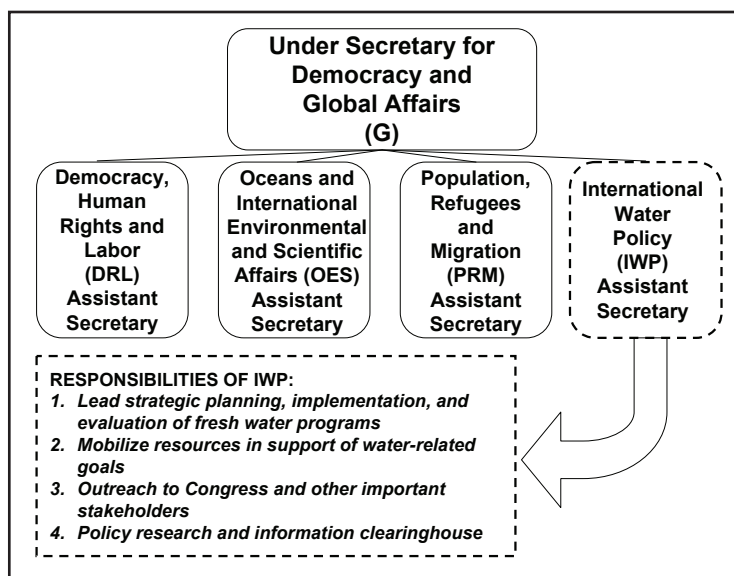 Under Secretary for
Democracy and
Global Affairs
(G)
Democracy,
Human
Rights and
Labor
(DRL)
Assistant
Secretary
Oceans and
International
Environmental
and Scientific
Affairs (OES)
Assistant
Secretary
Population,
Refugees
and
Migration
(PRM)
Assistant
Secretary
International
Water
Policy
(IWP)
Assistant
Secretary
RESPONSIBILITIES OF IWP:
1. Lead strategic planning, implementation, and
evaluation of fresh water programs
2. Mobilize resources in support of water-related
goals
3. Outreach to Congress and other important
stakeholders
4. Policy research and information clearinghouse